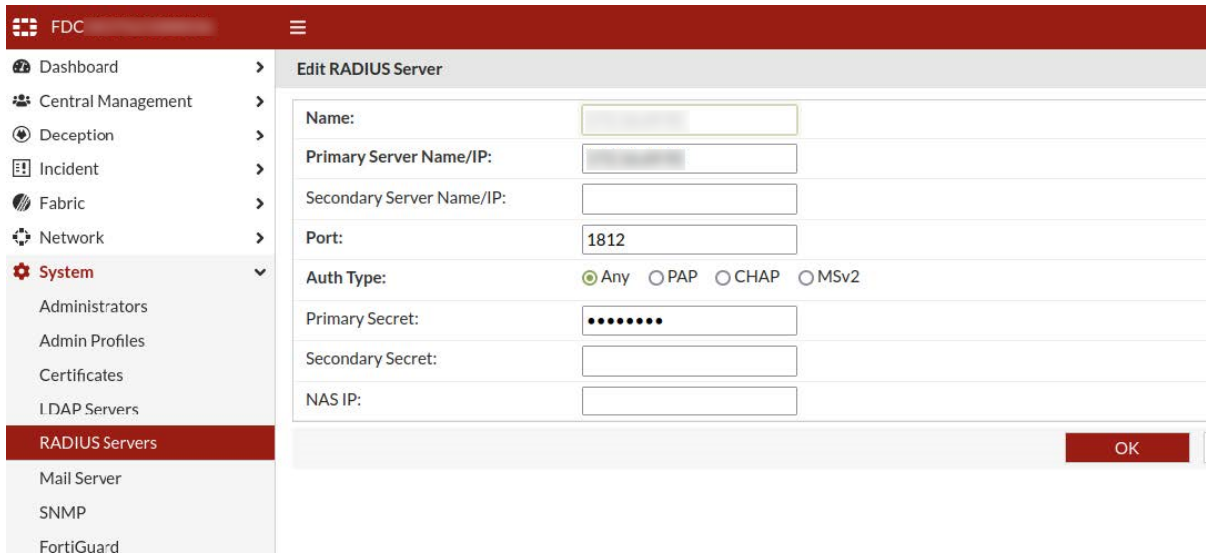 FDC
Dashboard
Central Management
Deception
Incident
Fabric
Network
System
Administrators
Admin Profiles
Certificates
LDAP Servers
RADIUS Servers
Mail Server
SNMP
FortiGuard
Edit RADIUS Server
Name:
Primary Server Name/IP:
Secondary Server Name/IP:
Port: 1812
Auth Type: Any PAP CHAP MSv2
Primary Secret: ••••••••
Secondary Secret:
NAS IP:
OK